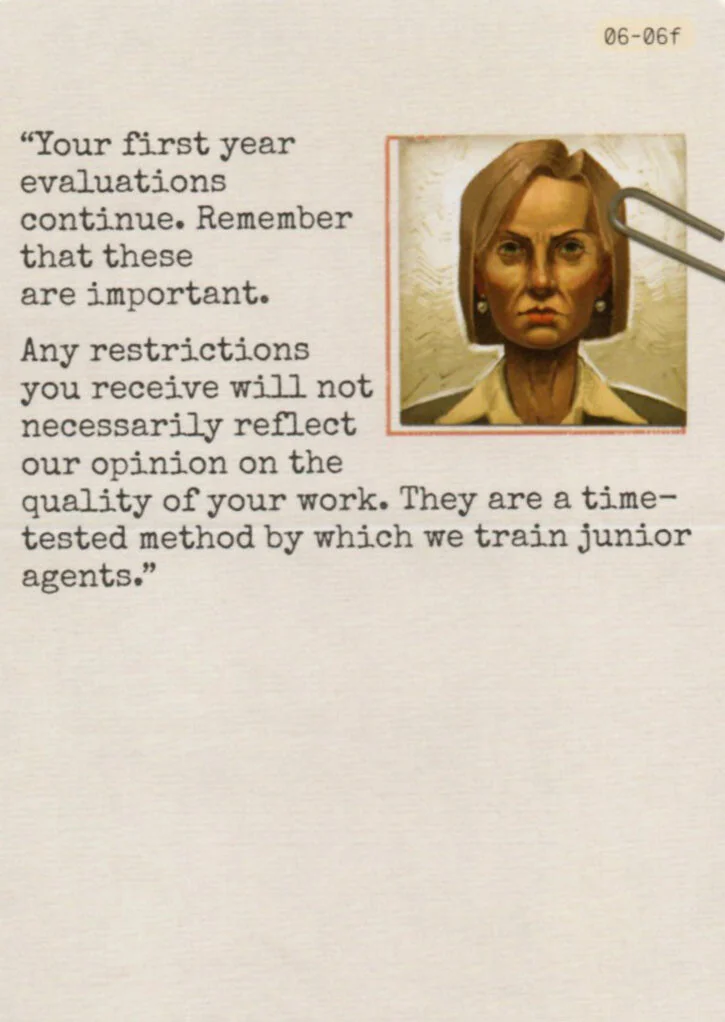 06-06f
“Your first year
evaluations
continue. Remember
that these
are important.
Any restrictions
you receive will not
necessarily reflect
our opinion on the
quality of your work. They are a time-
tested method by which we train junior
agents.”